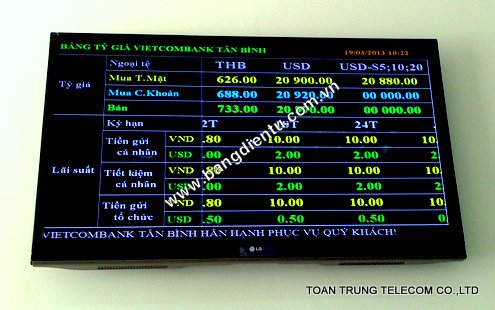 BẢNG TỶ GIÁ VIETCOMBANK TÂN BÌNH 19/03/2013 10:22
Ngoại tệ THB USD USD-S5;10;20
Tỷ giá
Mua T.Mặt 626.00 20 900.00 20 880.00
Mua C.Khoản 688.00 20 920.00 00 000.00
Bán 733.00 00 000.00
Kỳ hạn 2T 24T
Lãi suất
Tiền gửi cá nhân
VND .80 10.00 10.00 10.
USD .00 2.00 2.00 2
Tiết kiệm cá nhân
VND 10.00 10.00 10.
USD .00 2.00 2.00 2
Tiền gửi tổ chức
VND .80 10.00 10.00 10.
USD .50 0.50 0.50 0.
VIETCOMBANK TÂN BÌNH HÂN HẠNH PHỤC VỤ QUÝ KHÁCH!
LG
www.bangdientu.com.vn
TOAN TRUNG TELECOM CO.,LTD